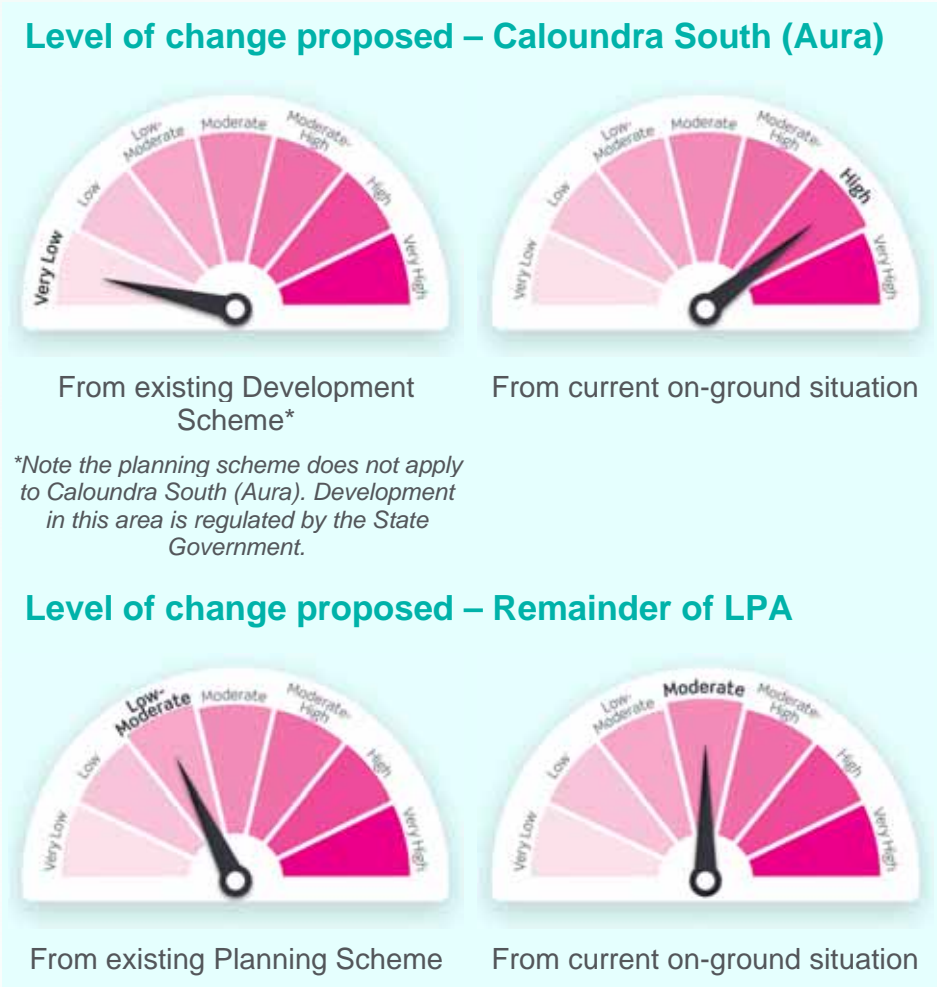 Level of change proposed – Caloundra South (Aura)
Very Low
Low
Low-
Moderate
Moderate
Moderate-
High
High
Very High
Very Low
Low
Low-
Moderate
Moderate
Moderate-
High
High
Very High
From existing Development
Scheme*
From current on-ground situation
*Note the planning scheme does not apply
to Caloundra South (Aura). Development
in this area is regulated by the State
Government.
Level of change proposed – Remainder of LPA
Very Low
Low
Low-
Moderate
Moderate
Moderate-
High
High
Very High
Very Low
Low
Low-
Moderate
Moderate
Moderate-
High
High
Very High
From existing Planning Scheme
From current on-ground situation